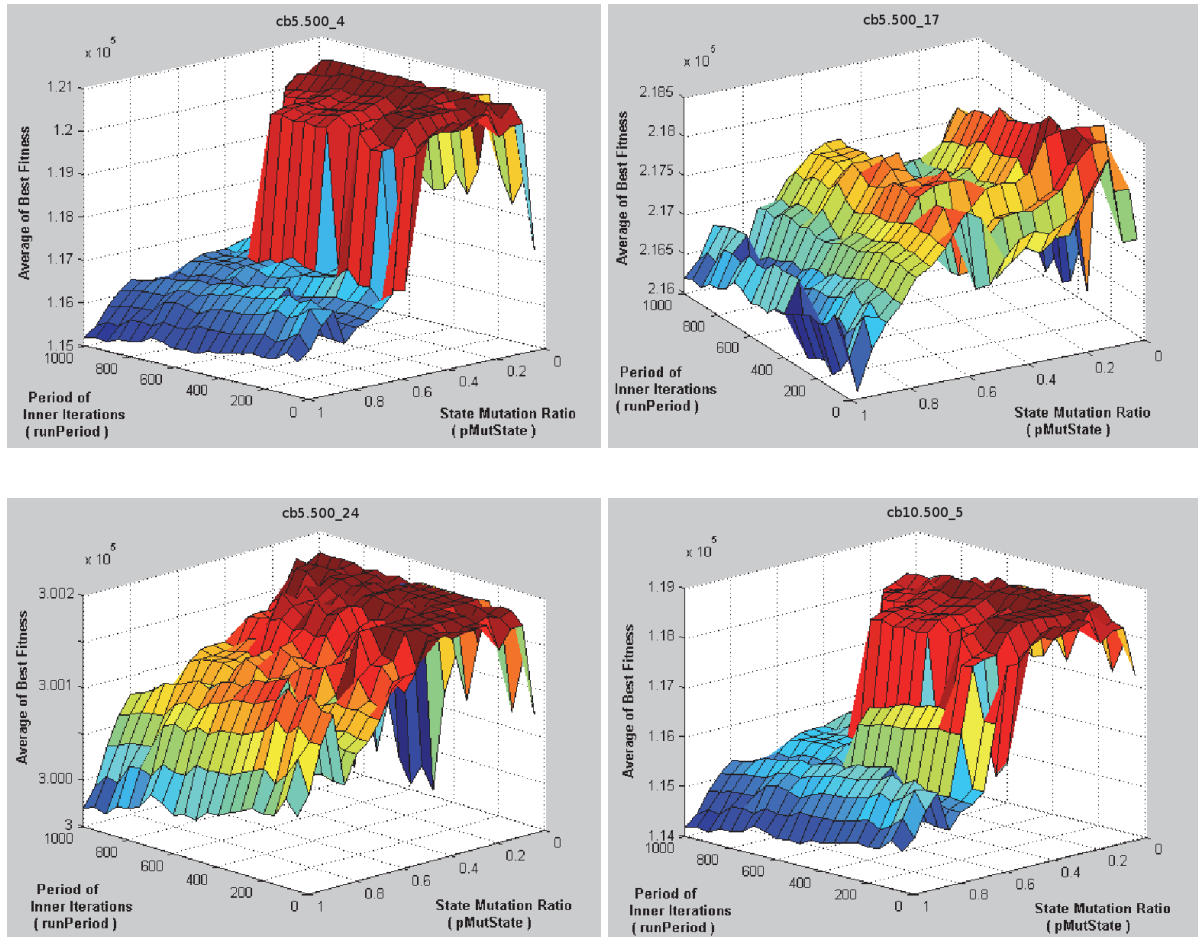 cb5.500_4
x 10^5
1.21
1.2
1.19
1.18
1.17
1.16
1.15
Average of Best Fitness
1000
800
600
400
200
0
Period of
Inner Iterations
( runPeriod )
1
0.8
0.6
0.4
0.2
0
State Mutation Ratio
( pMutState )
cb5.500_17
x 10^5
2.185
2.18
2.175
2.17
2.165
2.16
Average of Best Fitness
1000
800
600
400
200
0
Period of
Inner Iterations
( runPeriod )
1
0.8
0.6
0.4
0.2
0
State Mutation Ratio
( pMutState )
cb5.500_24
x 10^5
3.002
3.001
3.000
3
Average of Best Fitness
1000
800
600
400
200
0
Period of
Inner Iterations
( runPeriod )
1
0.8
0.6
0.4
0.2
0
State Mutation Ratio
( pMutState )
cb10.500_5
x 10^5
1.19
1.18
1.17
1.16
1.15
1.14
Average of Best Fitness
1000
800
600
400
200
0
Period of
Inner Iterations
( runPeriod )
1
0.8
0.6
0.4
0.2
0
State Mutation Ratio
( pMutState )